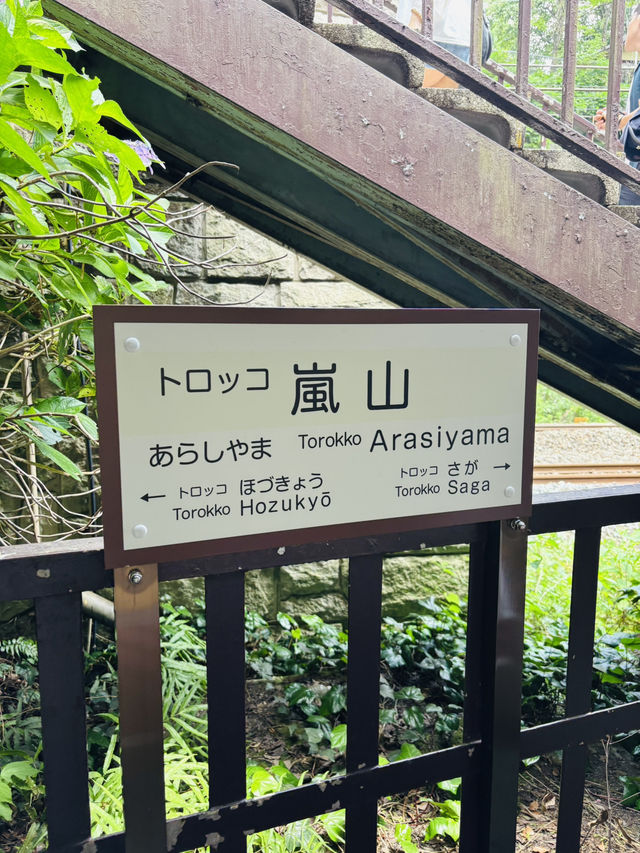 トロッコ 嵐山
あらしやま Torokko Arasiyama
← トロッコ ほづきょう トロッコ さが →
Torokko Hozukyō Torokko Saga